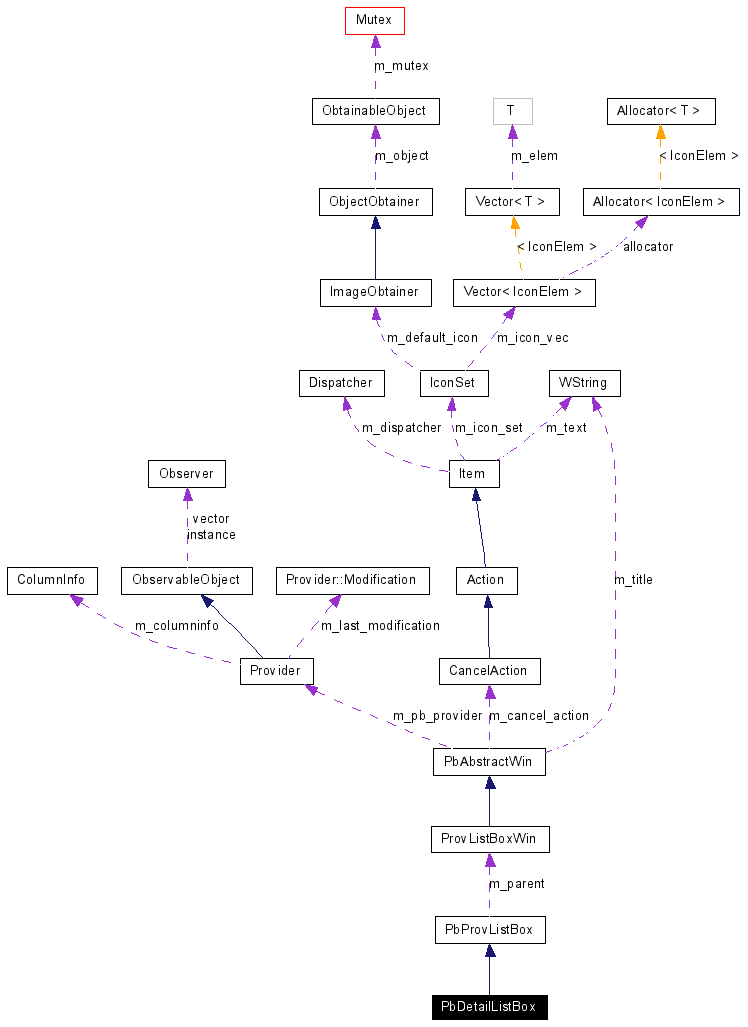 Mutex
m_mutex
ObtainableObject
T
Allocator< T >
m_object
m_elem
< IconElem >
ObjectObtainer
Vector< T >
Allocator< IconElem >
< IconElem >
allocator
ImageObtainer
Vector< IconElem >
m_default_icon
m_icon_vec
Dispatcher
IconSet
WString
m_dispatcher
m_icon_set
m_text
Observer
Item
vector
instance
ColumnInfo
ObservableObject
Provider::Modification
Action
m_title
m_columninfo
m_last_modification
Provider
CancelAction
m_pb_provider
m_cancel_action
PbAbstractWin
ProvListBoxWin
m_parent
PbProvListBox
PbDetailListBox